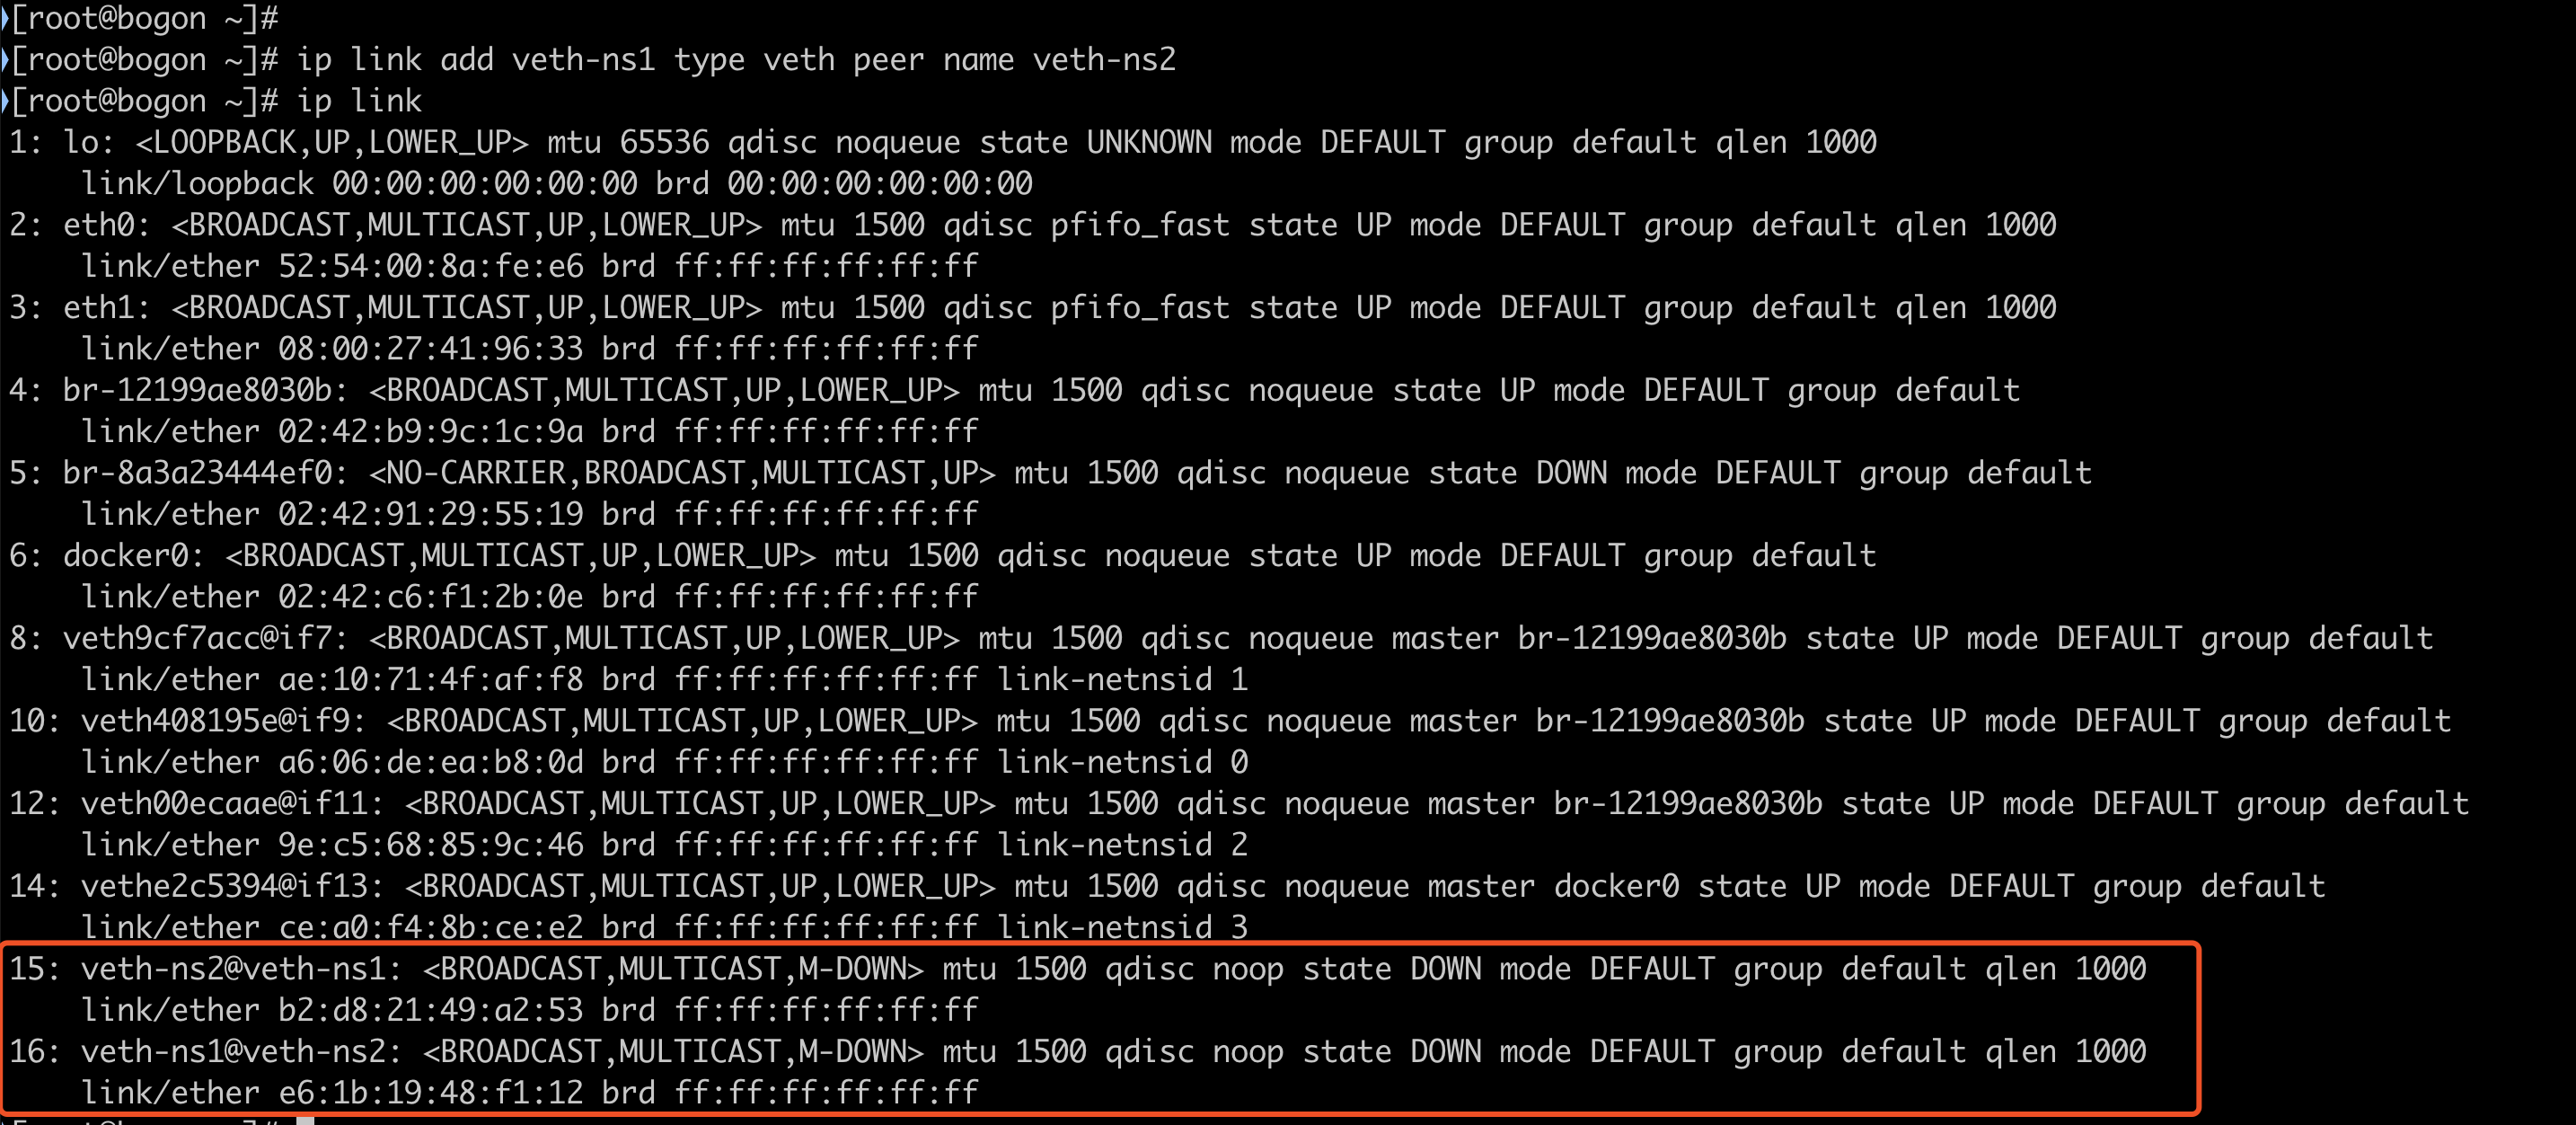 [root@bogon ~]#
[root@bogon ~]# ip link add veth-ns1 type veth peer name veth-ns2
[root@bogon ~]# ip link
1: lo: <LOOPBACK,UP,LOWER_UP> mtu 65536 qdisc noqueue state UNKNOWN mode DEFAULT group default qlen 1000
    link/loopback 00:00:00:00:00:00 brd 00:00:00:00:00:00
2: eth0: <BROADCAST,MULTICAST,UP,LOWER_UP> mtu 1500 qdisc pfifo_fast state UP mode DEFAULT group default qlen 1000
    link/ether 52:54:00:8a:fe:e6 brd ff:ff:ff:ff:ff:ff
3: eth1: <BROADCAST,MULTICAST,UP,LOWER_UP> mtu 1500 qdisc pfifo_fast state UP mode DEFAULT group default qlen 1000
    link/ether 08:00:27:41:96:33 brd ff:ff:ff:ff:ff:ff
4: br-12199ae8030b: <BROADCAST,MULTICAST,UP,LOWER_UP> mtu 1500 qdisc noqueue state UP mode DEFAULT group default
    link/ether 02:42:b9:9c:1c:9a brd ff:ff:ff:ff:ff:ff
5: br-8a3a23444ef0: <NO-CARRIER,BROADCAST,MULTICAST,UP> mtu 1500 qdisc noqueue state DOWN mode DEFAULT group default
    link/ether 02:42:91:29:55:19 brd ff:ff:ff:ff:ff:ff
6: docker0: <BROADCAST,MULTICAST,UP,LOWER_UP> mtu 1500 qdisc noqueue state UP mode DEFAULT group default
    link/ether 02:42:c6:f1:2b:0e brd ff:ff:ff:ff:ff:ff
8: veth9cf7acc@if7: <BROADCAST,MULTICAST,UP,LOWER_UP> mtu 1500 qdisc noqueue master br-12199ae8030b state UP mode DEFAULT group default
    link/ether ae:10:71:4f:af:f8 brd ff:ff:ff:ff:ff:ff link-netnsid 1
10: veth408195e@if9: <BROADCAST,MULTICAST,UP,LOWER_UP> mtu 1500 qdisc noqueue master br-12199ae8030b state UP mode DEFAULT group default
    link/ether a6:06:de:ea:b8:0d brd ff:ff:ff:ff:ff:ff link-netnsid 0
12: veth00ecaae@if11: <BROADCAST,MULTICAST,UP,LOWER_UP> mtu 1500 qdisc noqueue master br-12199ae8030b state UP mode DEFAULT group default
    link/ether 9e:c5:68:85:9c:46 brd ff:ff:ff:ff:ff:ff link-netnsid 2
14: vethe2c5394@if13: <BROADCAST,MULTICAST,UP,LOWER_UP> mtu 1500 qdisc noqueue master docker0 state UP mode DEFAULT group default
    link/ether ce:a0:f4:8b:ce:e2 brd ff:ff:ff:ff:ff:ff link-netnsid 3
15: veth-ns2@veth-ns1: <BROADCAST,MULTICAST,M-DOWN> mtu 1500 qdisc noop state DOWN mode DEFAULT group default qlen 1000
    link/ether b2:d8:21:49:a2:53 brd ff:ff:ff:ff:ff:ff
16: veth-ns1@veth-ns2: <BROADCAST,MULTICAST,M-DOWN> mtu 1500 qdisc noop state DOWN mode DEFAULT group default qlen 1000
    link/ether e6:1b:19:48:f1:12 brd ff:ff:ff:ff:ff:ff